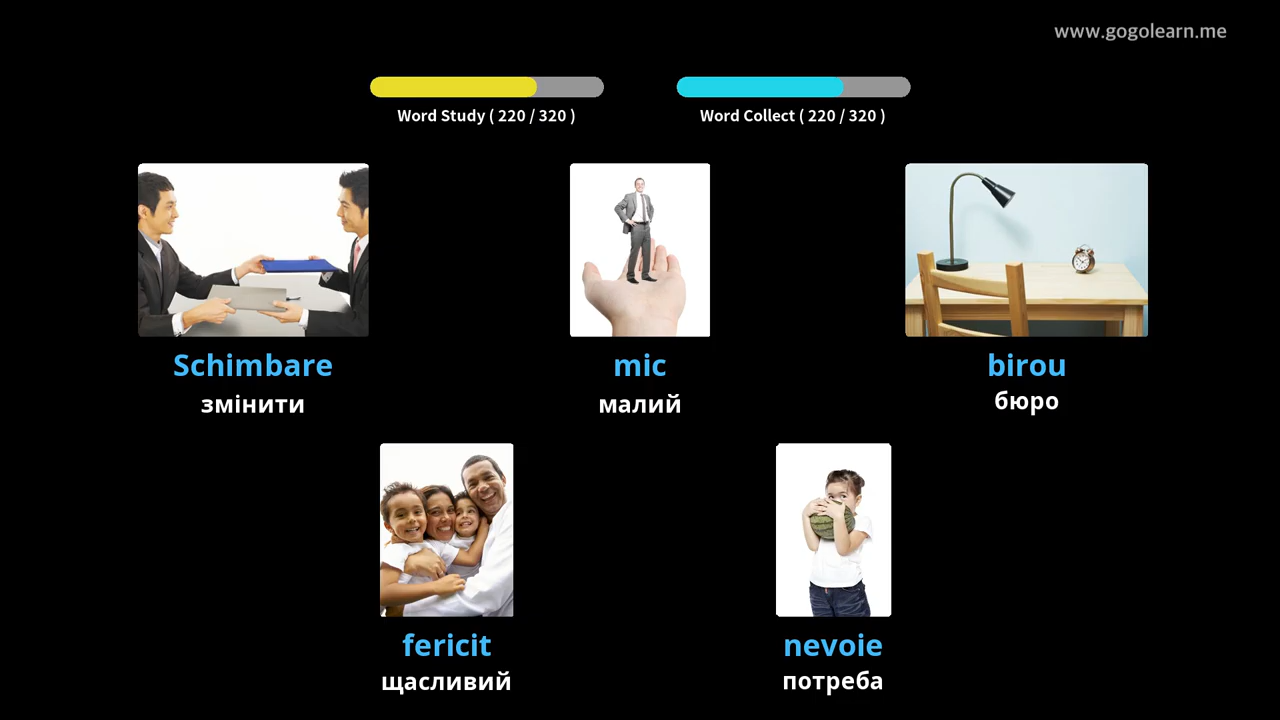 www.gogolearn.me
Word Study ( 220 / 320 )
Word Collect ( 220 / 320 )
Schimbare
змінити
mic
малий
birou
бюро
fericit
щасливий
nevoie
потреба